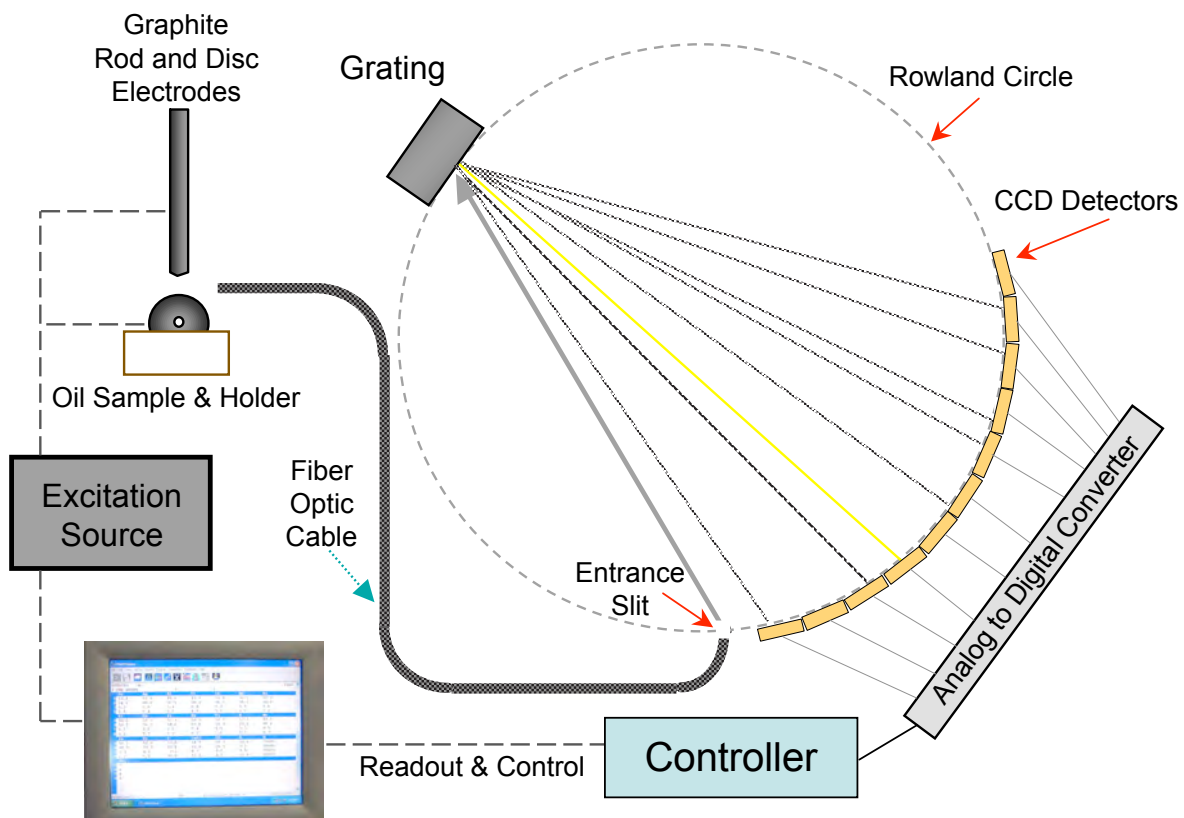 Graphite
Rod and Disc
Electrodes
Grating
Rowland Circle
CCD Detectors
Oil Sample & Holder
Excitation
Source
Fiber
Optic
Cable
Entrance
Slit
Analog to Digital Converter
Readout & Control
Controller